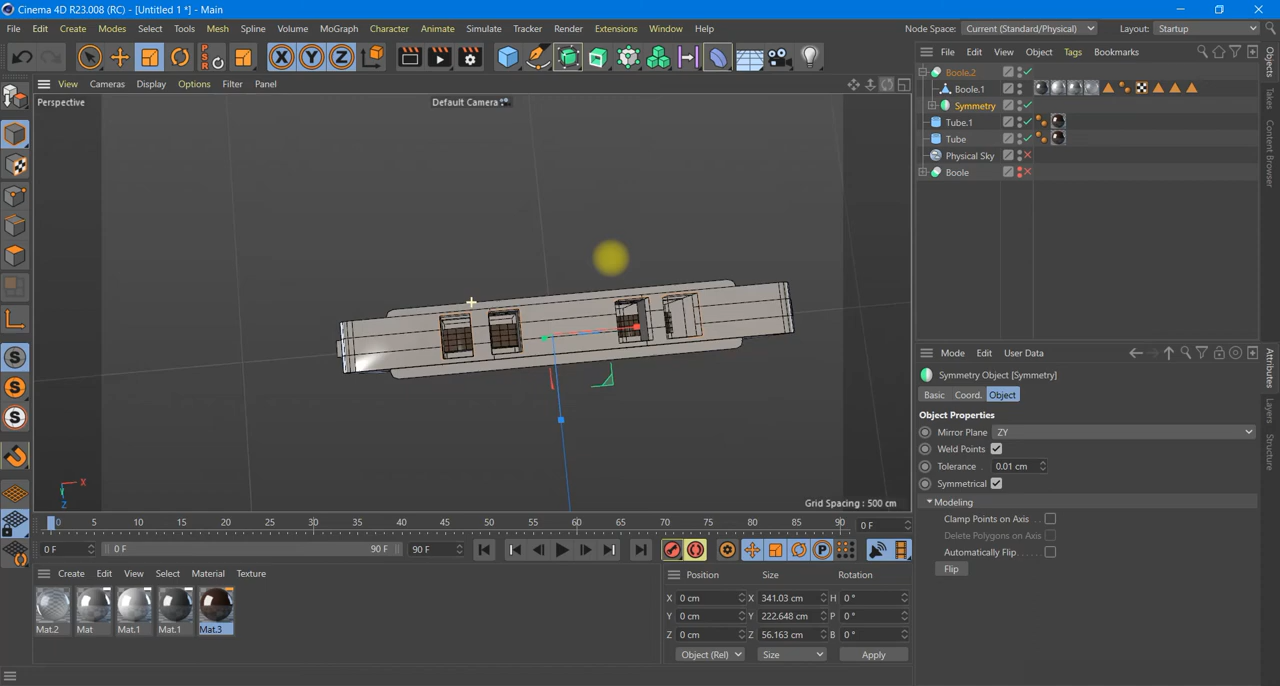 Cinema 4D R23.008 (RC) - [Untitled 1 *] - Main
File Edit Create Modes Select Tools Mesh Spline Volume MoGraph Character Animate Simulate Tracker Render Extensions Window Help Node Space: Current (Standard/Physical) Layout: Startup
View Cameras Display Options Filter Panel
Perspective
Default Camera
Grid Spacing : 500 cm
X
Z
File Edit View Object Tags Bookmarks
Boole.2
Boole.1
Symmetry
Tube.1
Tube
Physical Sky
Boole
Objects
Takes
Content Browser
Mode Edit User Data
Symmetry Object [Symmetry]
Basic Coord. Object
Object Properties
Mirror Plane ZY
Weld Points
Tolerance . . 0.01 cm
Symmetrical
Modeling
Clamp Points on Axis
Delete Polygons on Axis
Automatically Flip
Flip
Attributes
Layers
Structure
0 5 10 15 20 25 30 35 40 45 50 55 60 65 70 75 80 85 90 0 F
0 F 0 F 90 F 90 F
Create Edit View Select Material Texture
Mat.2 Mat Mat.1 Mat.1 Mat.3
Position Size Rotation
X 0 cm X 341.03 cm H 0 °
Y 0 cm Y 222.648 cm P 0 °
Z 0 cm Z 56.163 cm B 0 °
Object (Rel) Size Apply